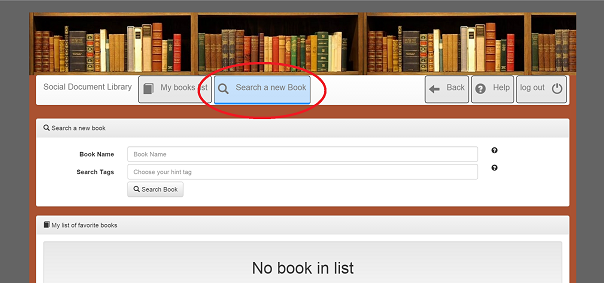 Social Document Library My books list Search a new Book Back Help log out
Search a new book
Book Name Book Name
Search Tags Choose your hint tag
Search Book
My list of favorite books
No book in list